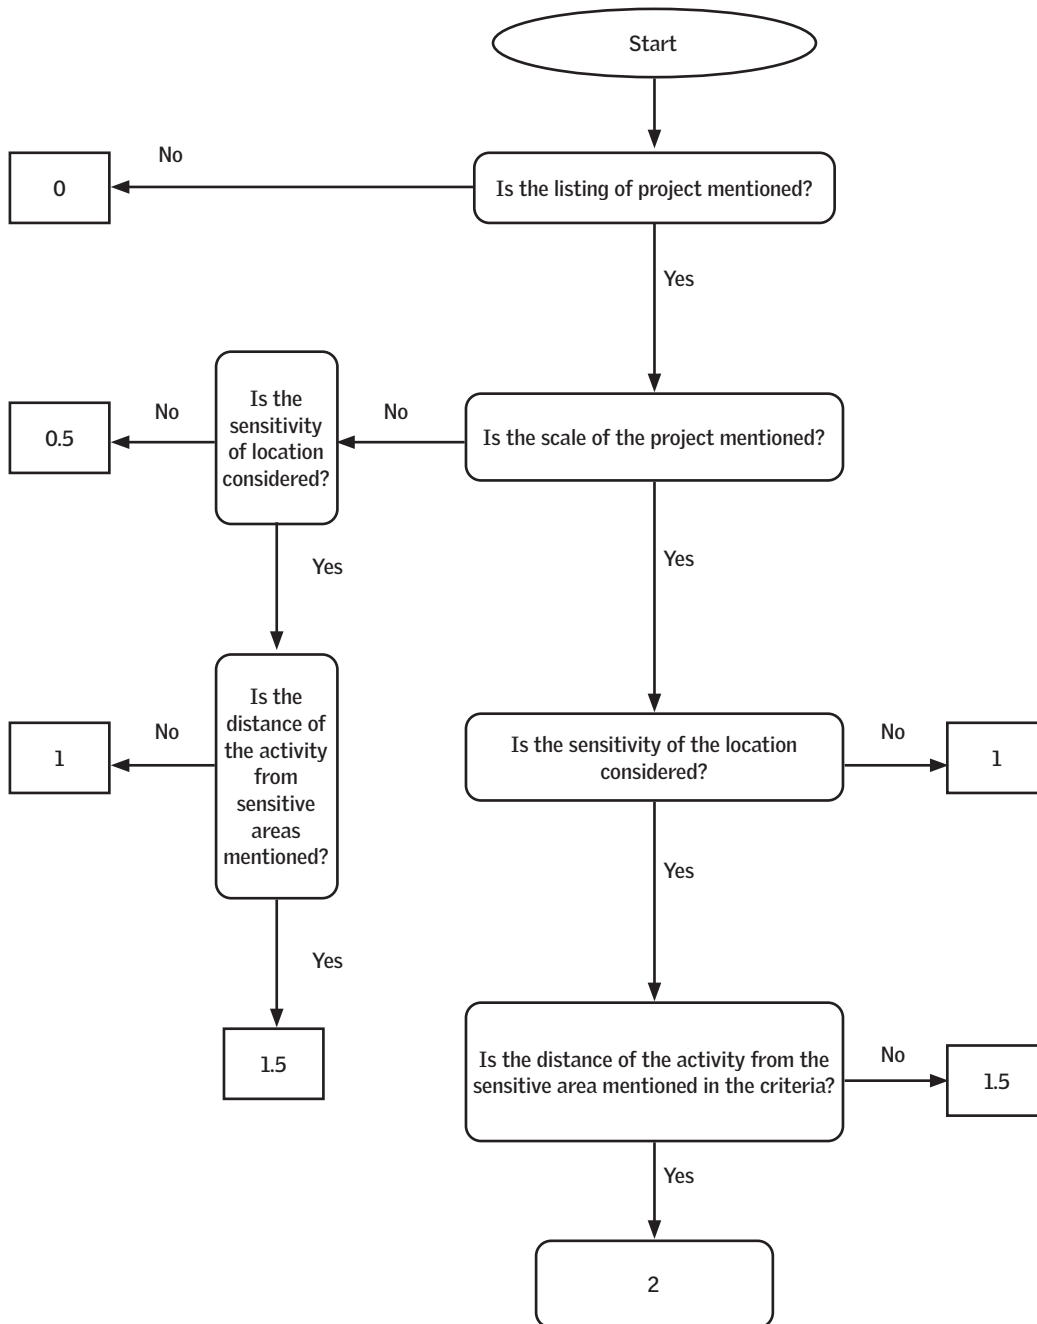 Start
No
0
Is the listing of project mentioned?
Yes
Is the
sensitivity
of location
considered?
No
0.5
No
Is the scale of the project mentioned?
Yes
Yes
Is the
distance of
the activity
from
sensitive
areas
mentioned?
No
1
Is the sensitivity of the location
considered?
No
1
Yes
Yes
1.5
Is the distance of the activity from the
sensitive area mentioned in the criteria?
No
1.5
Yes
2